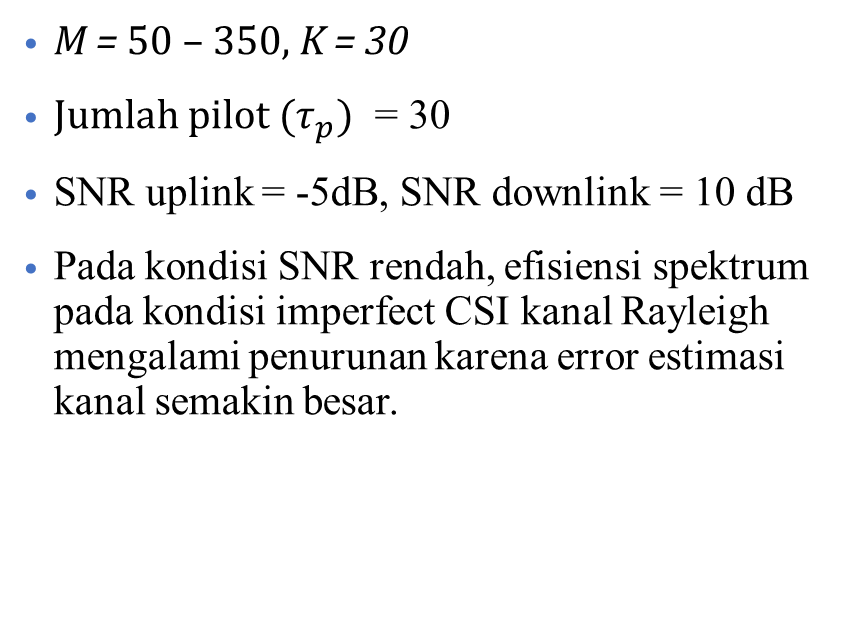 • M = 50 – 350, K = 30
• Jumlah pilot (τₚ) = 30
• SNR uplink = -5dB, SNR downlink = 10 dB
• Pada kondisi SNR rendah, efisiensi spektrum
pada kondisi imperfect CSI kanal Rayleigh
mengalami penurunan karena error estimasi
kanal semakin besar.